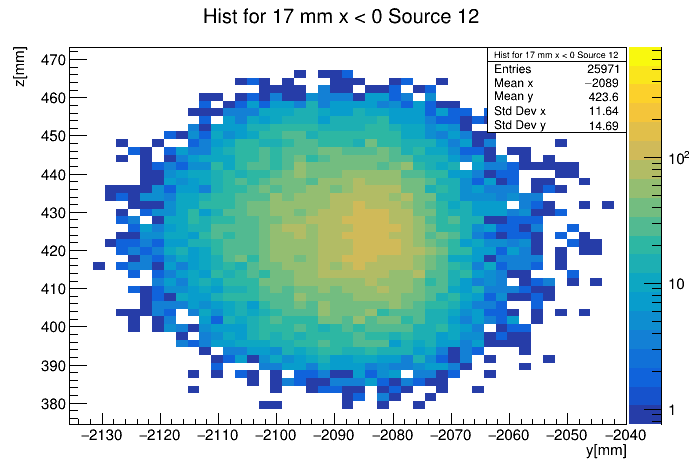 Hist for 17 mm x < 0 Source 12
z[mm]
Hist for 17 mm x < 0 Source 12
Entries 25971
Mean x −2089
Mean y 423.6
Std Dev x 11.64
Std Dev y 14.69
470
460
450
440
430
420
410
400
390
380
10²
10
1
−2130 −2120 −2110 −2100 −2090 −2080 −2070 −2060 −2050 −2040
y[mm]